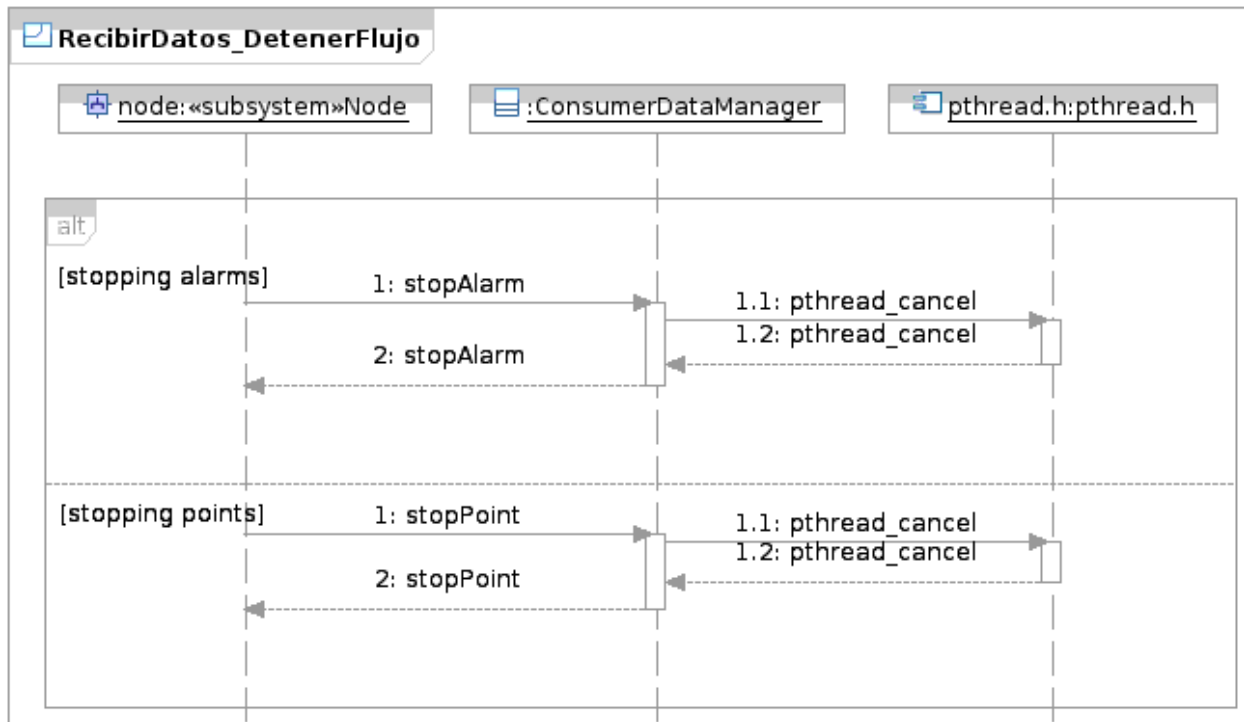 RecibirDatos_DetenerFlujo
node:«subsystem»Node
:ConsumerDataManager
pthread.h:pthread.h
alt
[stopping alarms]
1: stopAlarm
1.1: pthread_cancel
1.2: pthread_cancel
2: stopAlarm
[stopping points]
1: stopPoint
1.1: pthread_cancel
1.2: pthread_cancel
2: stopPoint